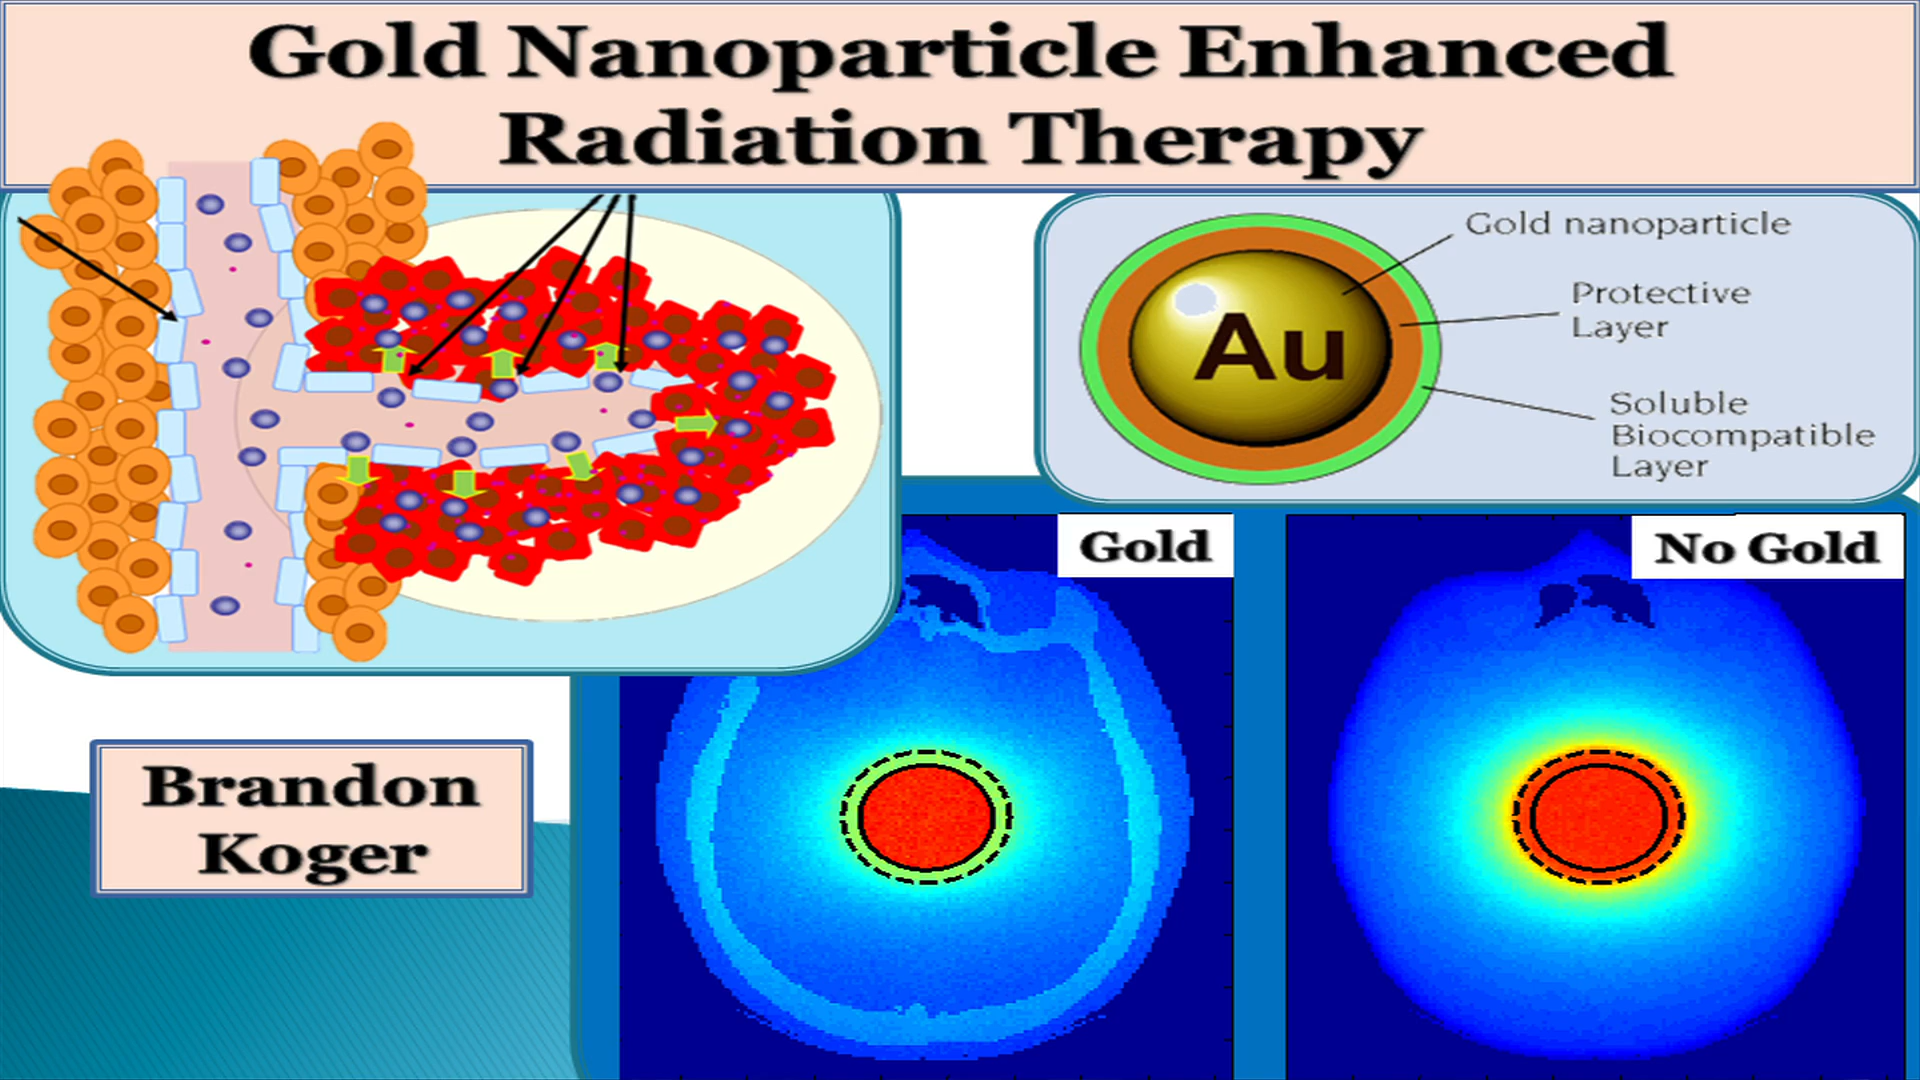 Gold Nanoparticle Enhanced
Radiation Therapy
Gold nanoparticle
Protective
Layer
Au
Soluble
Biocompatible
Layer
Gold
No Gold
Brandon
Koger